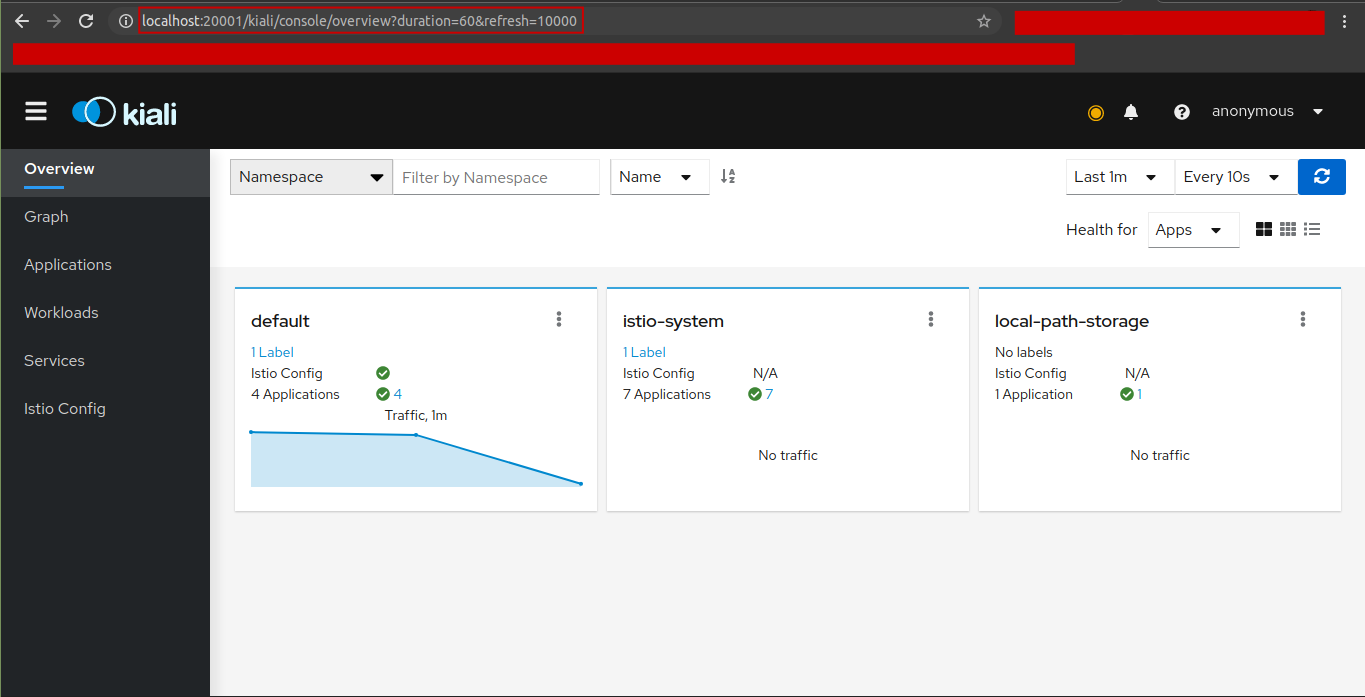 localhost:20001/kiali/console/overview?duration=60&refresh=10000
kiali
anonymous
Overview
Graph
Applications
Workloads
Services
Istio Config
Namespace Filter by Namespace Name Last 1m Every 10s
Health for Apps
default
1 Label
Istio Config
4 Applications 4
Traffic, 1m
istio-system
1 Label
Istio Config N/A
7 Applications 7
No traffic
local-path-storage
No labels
Istio Config N/A
1 Application 1
No traffic